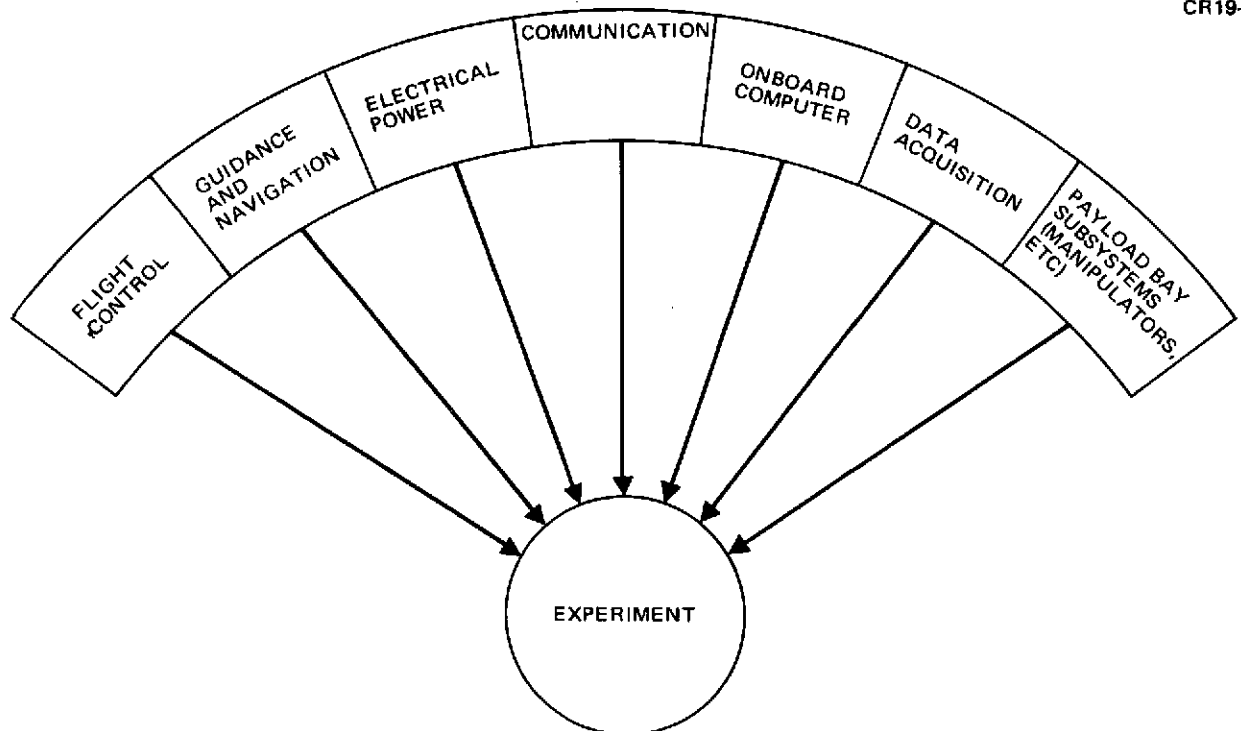 CR19-
FLIGHT
CONTROL
GUIDANCE
AND
NAVIGATION
ELECTRICAL
POWER
COMMUNICATION
ONBOARD
COMPUTER
DATA
ACQUISITION
PAYLOAD BAY
SUBSYSTEMS
(MANIPULATORS,
ETC)
EXPERIMENT